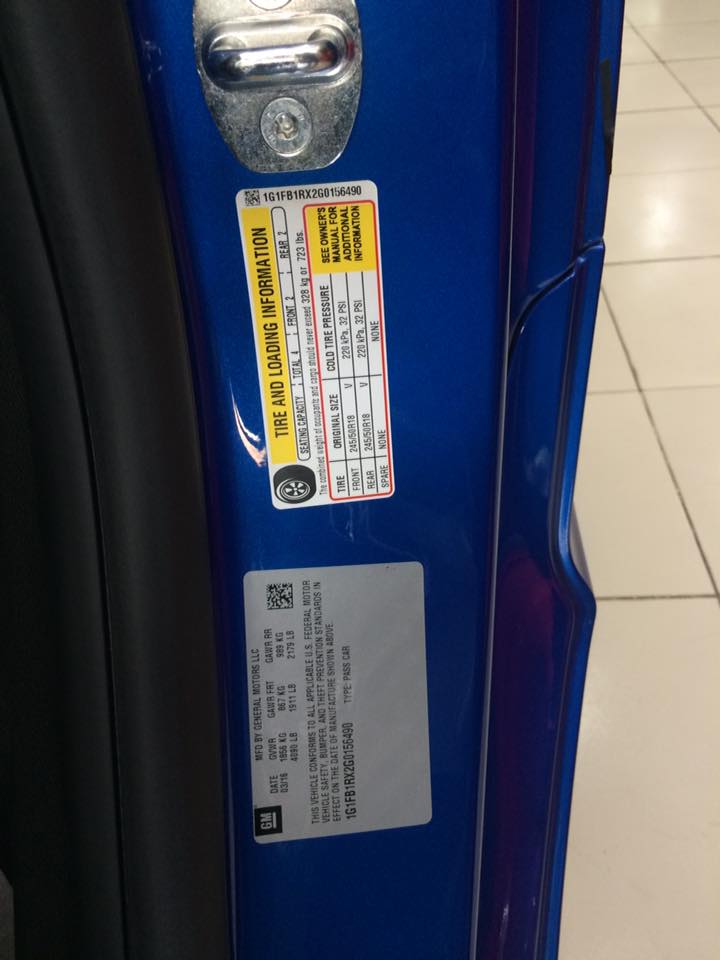 1G1FB1RX2G0156490
TIRE AND LOADING INFORMATION
SEATING CAPACITY TOTAL 4 FRONT 2 REAR 2
The combined weight of occupants and cargo should never exceed 328 kg or 723 lbs.
TIRE ORIGINAL SIZE COLD TIRE PRESSURE
FRONT 245/50R18 V 220 kPa, 32 PSI
REAR 245/50R18 V 220 kPa, 32 PSI
SPARE NONE NONE
SEE OWNER'S
MANUAL FOR
ADDITIONAL
INFORMATION
GM
MFD BY GENERAL MOTORS LLC
DATE GVWR GAWR FRT GAWR RR
03/16 1856 KG 867 KG 989 KG
4090 LB 1911 LB 2179 LB
THIS VEHICLE CONFORMS TO ALL APPLICABLE U.S. FEDERAL MOTOR
VEHICLE SAFETY, BUMPER, AND THEFT PREVENTION STANDARDS IN
EFFECT ON THE DATE OF MANUFACTURE SHOWN ABOVE.
1G1FB1RX2G0156490 TYPE: PASS CAR